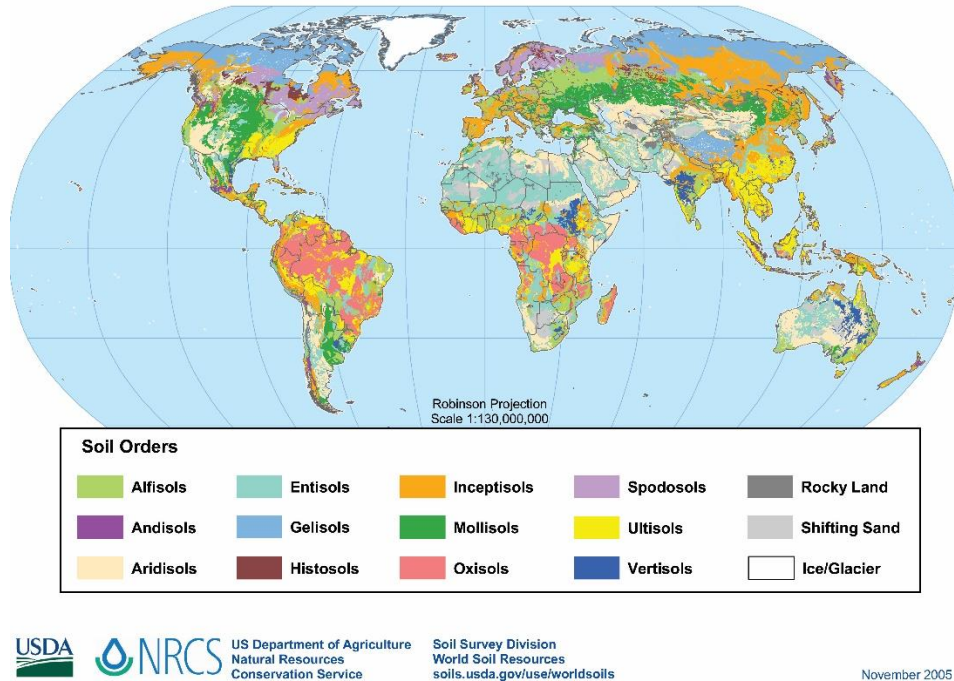 Robinson Projection
Scale 1:130,000,000
Soil Orders
Alfisols
Entisols
Inceptisols
Spodosols
Rocky Land
Andisols
Gelisols
Mollisols
Ultisols
Shifting Sand
Aridisols
Histosols
Oxisols
Vertisols
Ice/Glacier
USDA
NRCS
US Department of Agriculture
Natural Resources
Conservation Service
Soil Survey Division
World Soil Resources
soils.usda.gov/use/worldsoils
November 2005